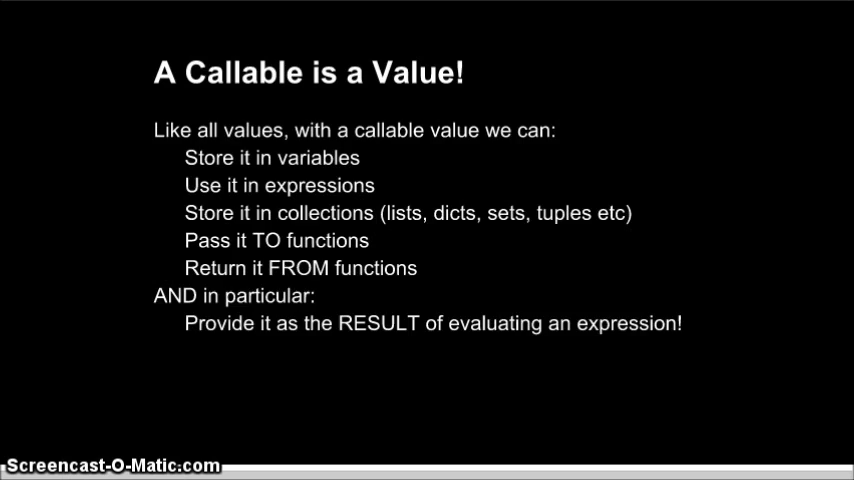 A Callable is a Value!
Like all values, with a callable value we can:
Store it in variables
Use it in expressions
Store it in collections (lists, dicts, sets, tuples etc)
Pass it TO functions
Return it FROM functions
AND in particular:
Provide it as the RESULT of evaluating an expression!
Screencast-O-Matic.com